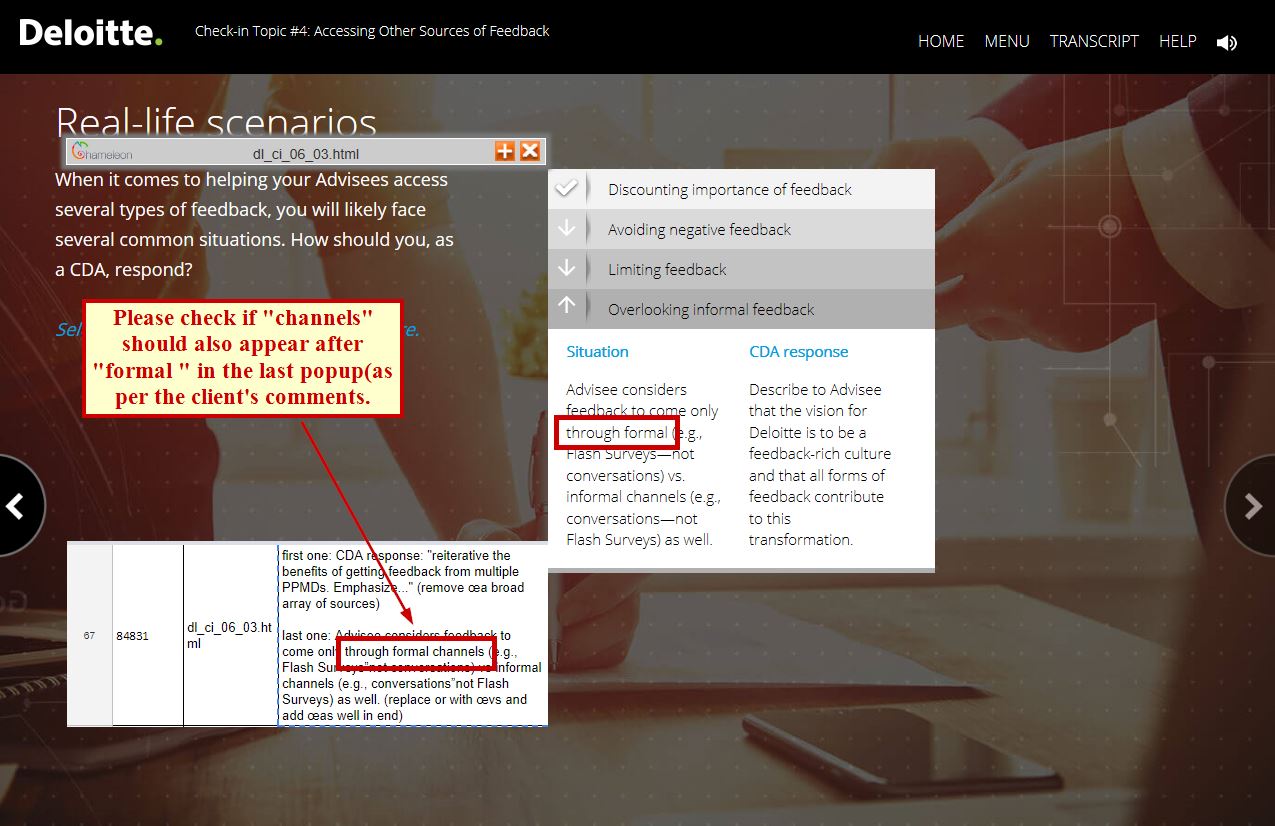 Deloitte.
Check-in Topic #4: Accessing Other Sources of Feedback
HOME MENU TRANSCRIPT HELP
Real-life scenarios
hameleon
dl_ci_06_03.html
When it comes to helping your Advisees access
several types of feedback, you will likely face
several common situations. How should you, as
a CDA, respond?
Please check if "channels"
should also appear after
"formal " in the last popup(as
per the client's comments.
Discounting importance of feedback
Avoiding negative feedback
Limiting feedback
Overlooking informal feedback
Situation
Advisee considers
feedback to come only
through formal (e.g.,
Flash Surveys—not
conversations) vs.
informal channels (e.g.,
conversations—not
Flash Surveys) as well.
CDA response
Describe to Advisee
that the vision for
Deloitte is to be a
feedback-rich culture
and that all forms of
feedback contribute
to this
transformation.
67
84831
dl_ci_06_03.ht
ml
first one: CDA response: "reiterative the
benefits of getting feedback from multiple
PPMDs. Emphasize..." (remove œa broad
array of sources)
last one: Advisee considers feedback to
come only through formal channels (e.g.,
Flash Surveys"not conversations) vs informal
channels (e.g., conversations"not Flash
Surveys) as well. (replace or with œvs and
add œas well in end)